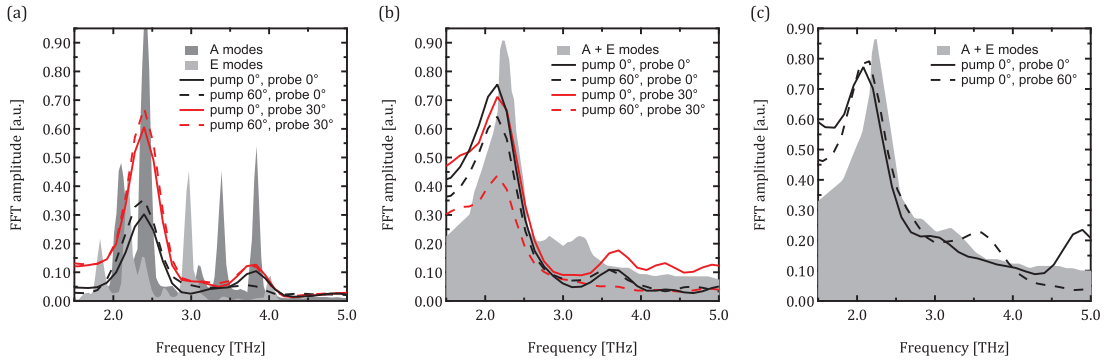 (a)
0.90
0.80
0.70
0.60
0.50
0.40
0.30
0.20
0.10
0.00
FFT amplitude [a.u.]
A modes
E modes
pump 0°, probe 0°
pump 60°, probe 0°
pump 0°, probe 30°
pump 60°, probe 30°
2.0
3.0
4.0
5.0
Frequency [THz]
(b)
0.90
0.80
0.70
0.60
0.50
0.40
0.30
0.20
0.10
0.00
FFT amplitude [a.u.]
A + E modes
pump 0°, probe 0°
pump 60°, probe 0°
pump 0°, probe 30°
pump 60°, probe 30°
2.0
3.0
4.0
5.0
Frequency [THz]
(c)
0.90
0.80
0.70
0.60
0.50
0.40
0.30
0.20
0.10
0.00
FFT amplitude [a.u.]
A + E modes
pump 0°, probe 0°
pump 0°, probe 60°
2.0
3.0
4.0
5.0
Frequency [THz]